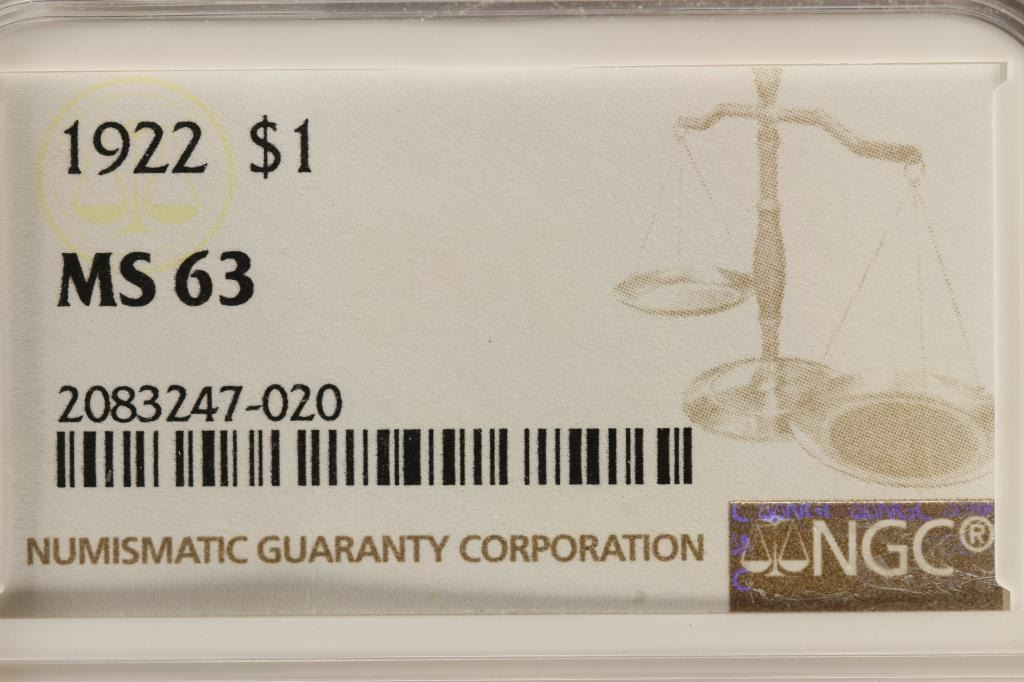 1922 $1
MS 63
2083247-020
NUMISMATIC GUARANTY CORPORATION
NGC®